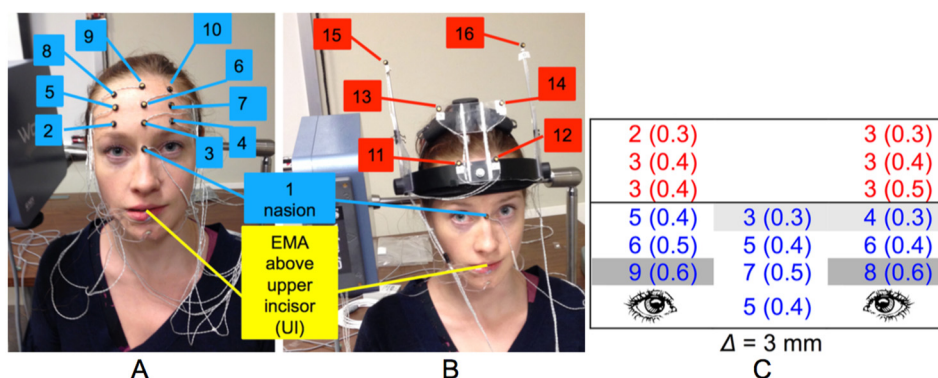 9
10
8
6
5
7
2
3
4
1
nasion
EMA
above
upper
incisor
(UI)
A
15
16
13
14
11
12
B
2 (0.3) 3 (0.3)
3 (0.4) 3 (0.4)
3 (0.4) 3 (0.5)
5 (0.4) 3 (0.3) 4 (0.3)
6 (0.5) 5 (0.4) 6 (0.4)
9 (0.6) 7 (0.5) 8 (0.6)
5 (0.4)
Δ = 3 mm
C